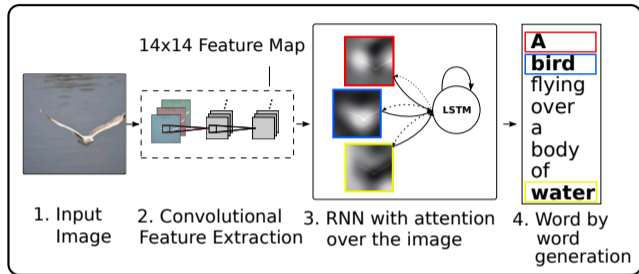 14x14 Feature Map
LSTM
A
bird
flying
over
a
body
of
water
1. Input
Image
2. Convolutional
Feature Extraction
3. RNN with attention
over the image
4. Word by
word
generation